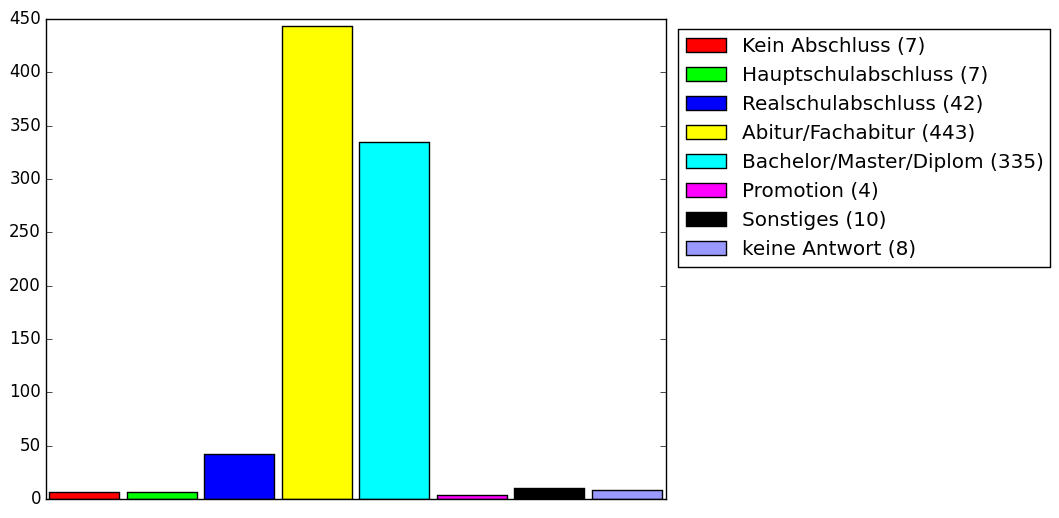 450
400
350
300
250
200
150
100
50
0
Kein Abschluss (7)
Hauptschulabschluss (7)
Realschulabschluss (42)
Abitur/Fachabitur (443)
Bachelor/Master/Diplom (335)
Promotion (4)
Sonstiges (10)
keine Antwort (8)